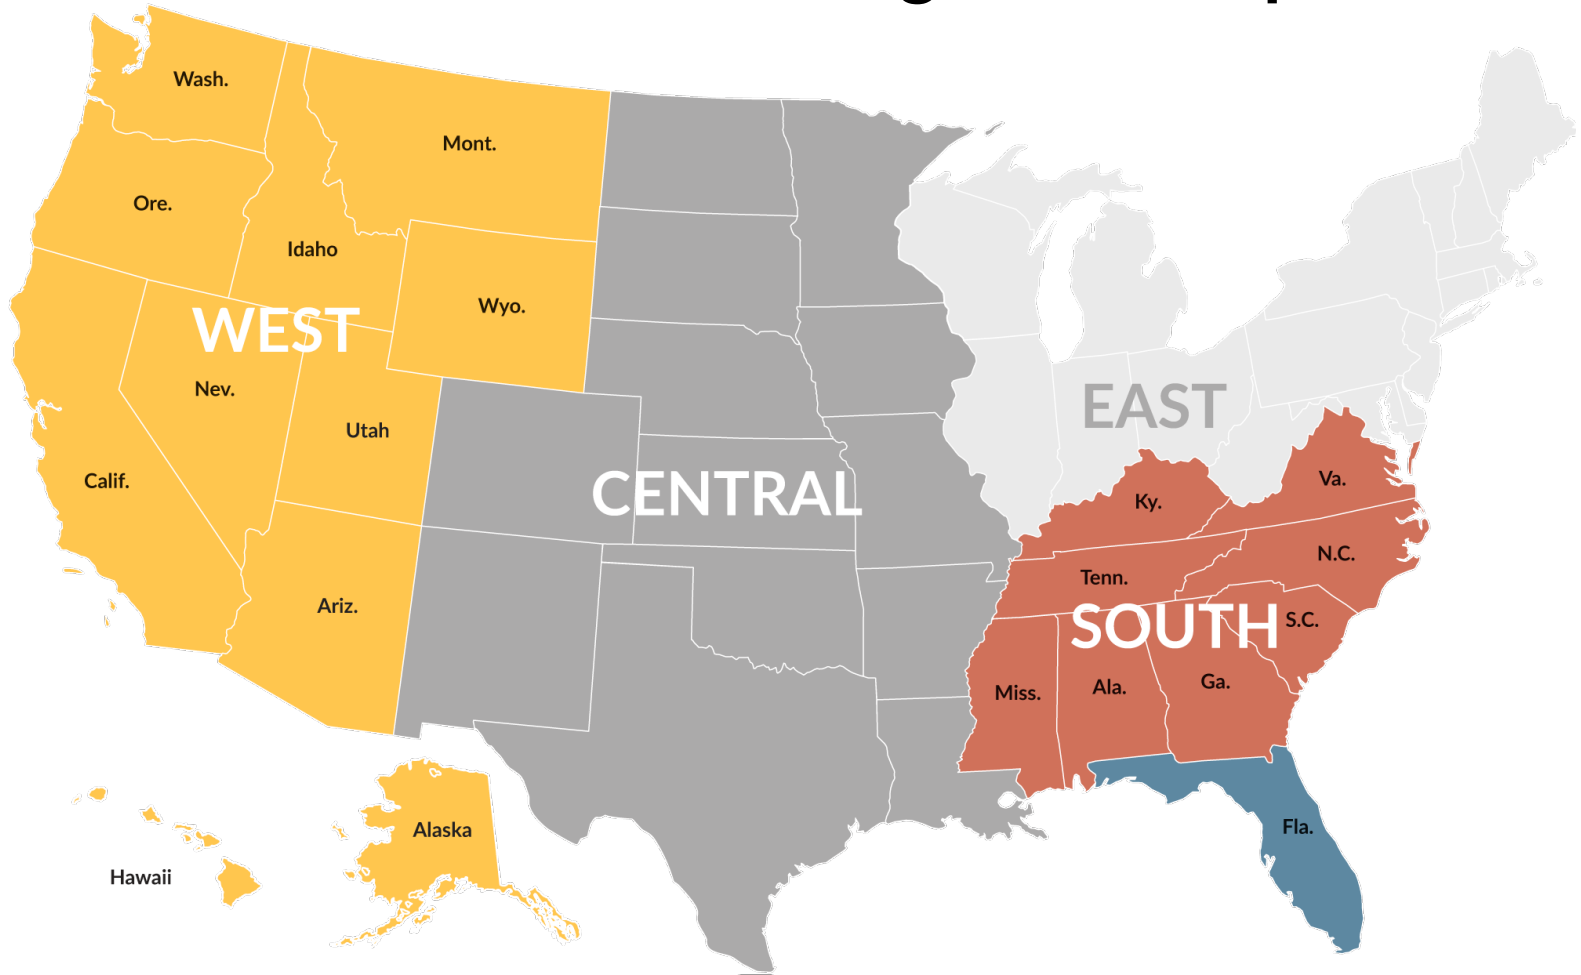 Wash.
Mont.
Ore.
Idaho
Wyo.
WEST
Nev.
Utah
Calif.
Ariz.
CENTRAL
EAST
Va.
Ky.
N.C.
Tenn.
SOUTH
S.C.
Miss.
Ala.
Ga.
Fla.
Alaska
Hawaii